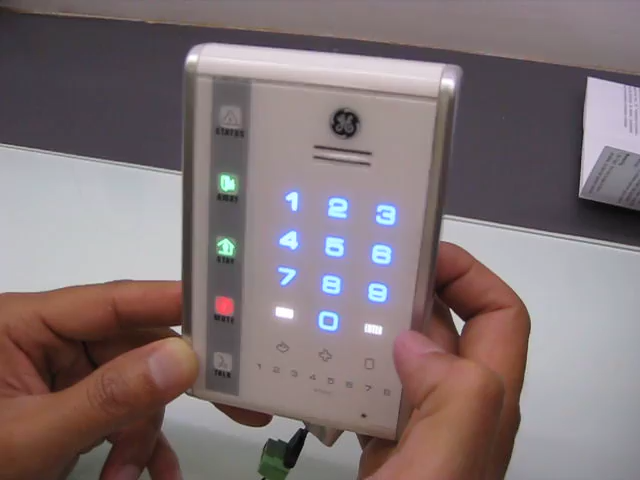 GE
STATUS
AWAY
1 2 3
STAY
4 5 6
7 8 9
MUTE
0 ENTER
TALK
1 2 3 4 5 6 7 8